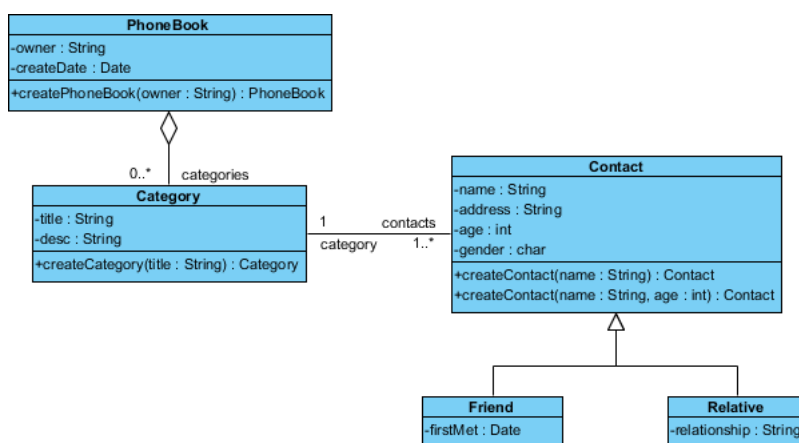 PhoneBook
-owner : String
-createDate : Date
+createPhoneBook(owner : String) : PhoneBook
0..* categories
Category
-title : String
-desc : String
+createCategory(title : String) : Category
1 contacts
category 1..*
Contact
-name : String
-address : String
-age : int
-gender : char
+createContact(name : String) : Contact
+createContact(name : String, age : int) : Contact
Friend
-firstMet : Date
Relative
-relationship : String